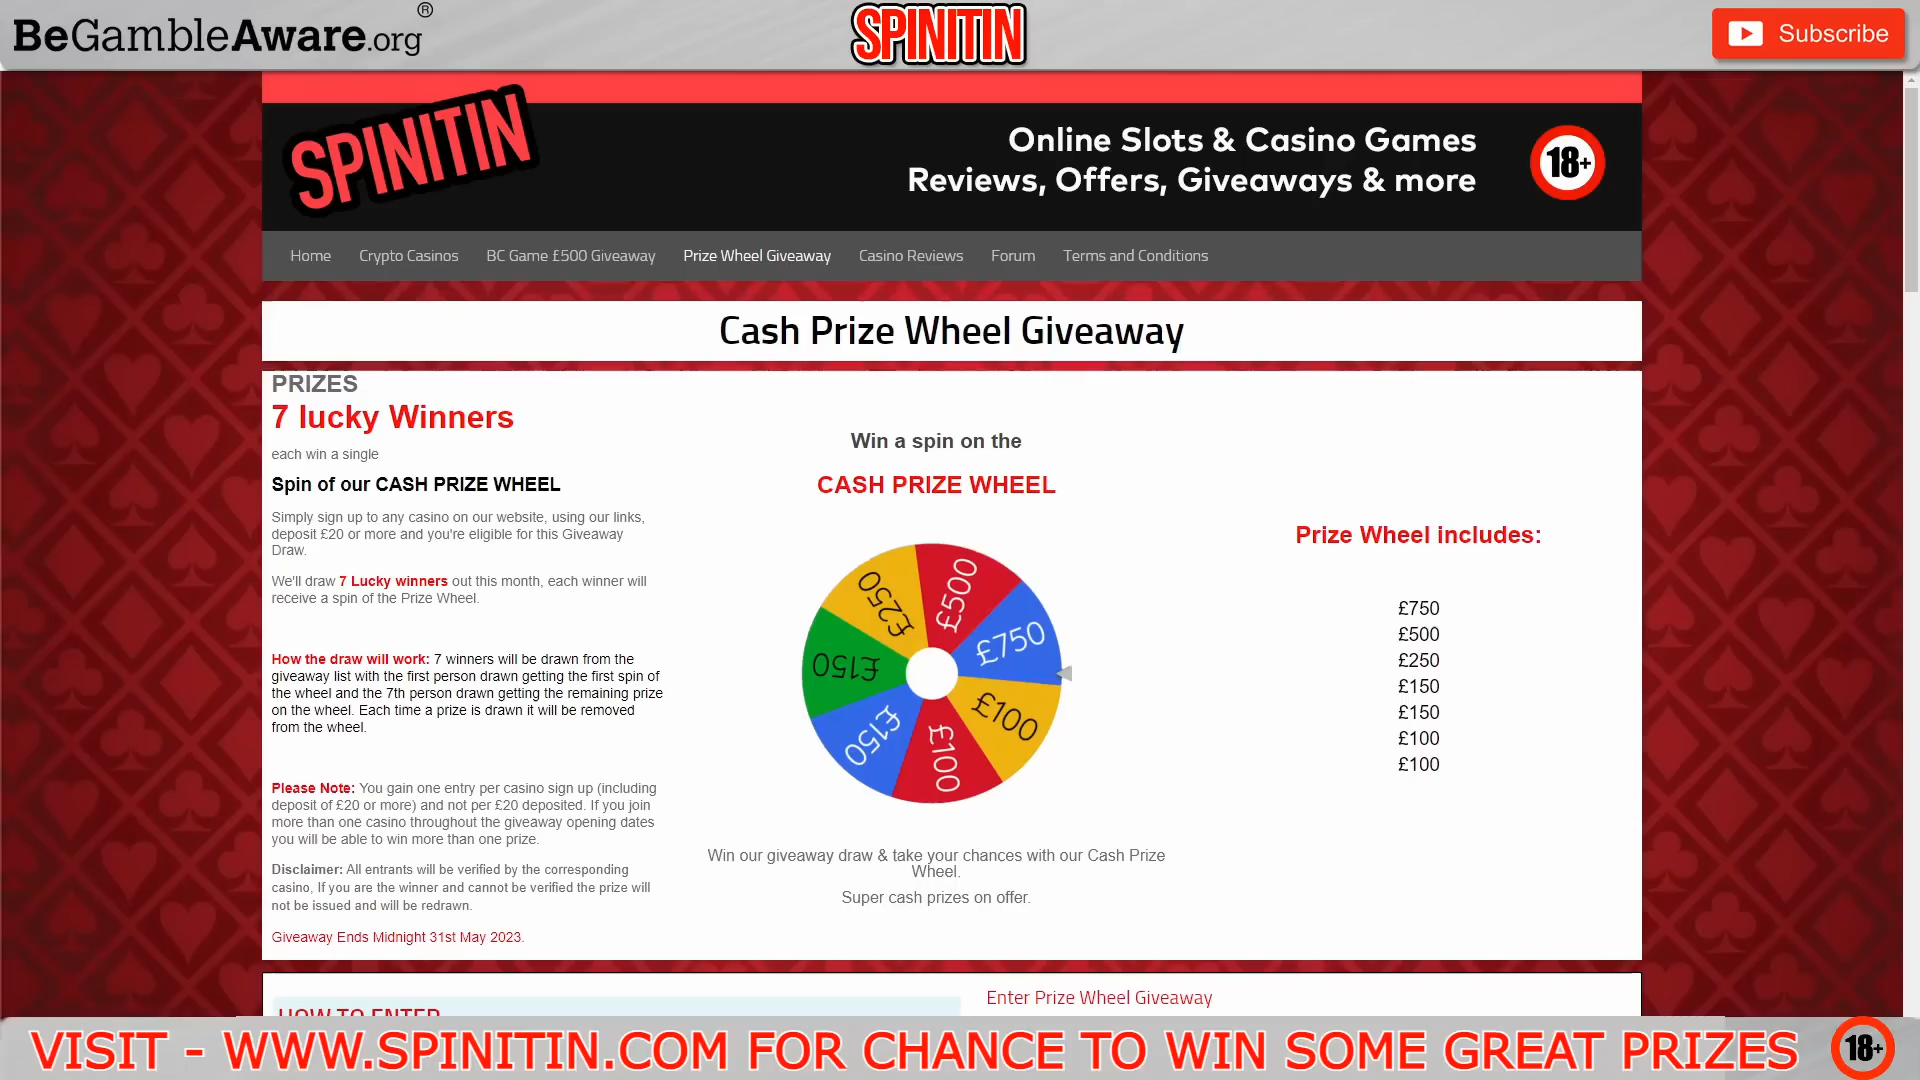 BeGambleAware.org®
SPINITIN
Subscribe
SPINITIN
Online Slots & Casino Games
Reviews, Offers, Giveaways & more
18+
Home
Crypto Casinos
BC Game £500 Giveaway
Prize Wheel Giveaway
Casino Reviews
Forum
Terms and Conditions
Cash Prize Wheel Giveaway
PRIZES
7 lucky Winners
each win a single
Spin of our CASH PRIZE WHEEL
Simply sign up to any casino on our website, using our links,
deposit £20 or more and you're eligible for this Giveaway
Draw.
We'll draw 7 Lucky winners out this month, each winner will
receive a spin of the Prize Wheel.
How the draw will work: 7 winners will be drawn from the
giveaway list with the first person drawn getting the first spin of
the wheel and the 7th person drawn getting the remaining prize
on the wheel. Each time a prize is drawn it will be removed
from the wheel.
Please Note: You gain one entry per casino sign up (including
deposit of £20 or more) and not per £20 deposited. If you join
more than one casino throughout the giveaway opening dates
you will be able to win more than one prize.
Disclaimer: All entrants will be verified by the corresponding
casino, If you are the winner and cannot be verified the prize will
not be issued and will be redrawn.
Giveaway Ends Midnight 31st May 2023.
Win a spin on the
CASH PRIZE WHEEL
£500
£750
£100
£100
£150
£150
£250
Win our giveaway draw & take your chances with our Cash Prize
Wheel.
Super cash prizes on offer.
Prize Wheel includes:
£750
£500
£250
£150
£150
£100
£100
HOW TO ENTER
Enter Prize Wheel Giveaway
VISIT - WWW.SPINITIN.COM FOR CHANCE TO WIN SOME GREAT PRIZES
18+